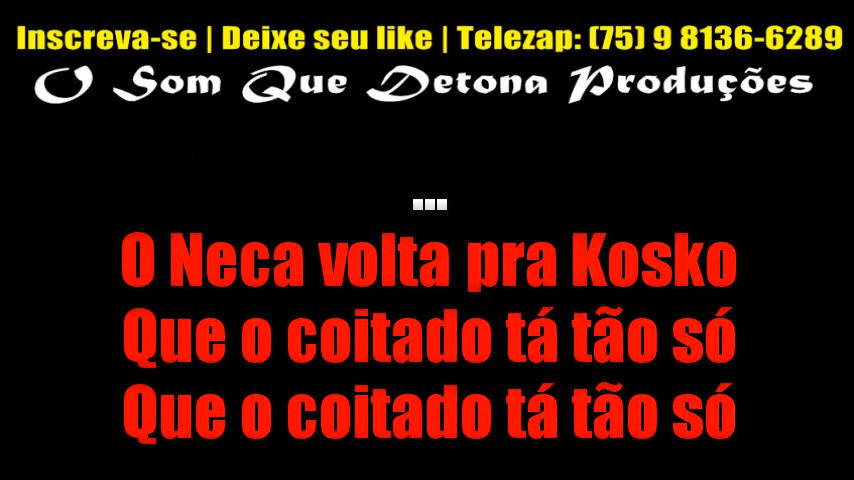 Inscreva-se | Deixe seu like | Telezap: (75) 9 8136-6289
O Som Que Detona Produções
...
O Neca volta pra Kosko
Que o coitado tá tão só
Que o coitado tá tão só